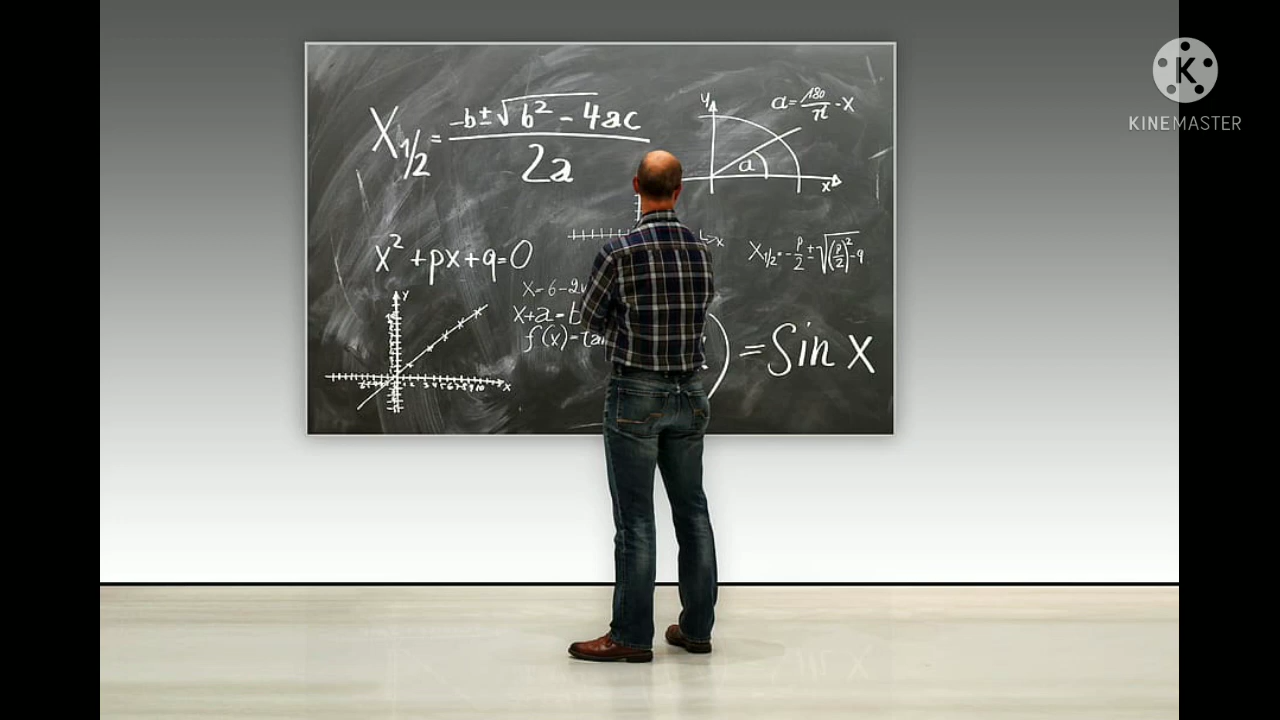 X1/2 = -b±√b² - 4ac / 2a
y
a = 180/π · X
a
x
x
x² + px + q = 0
X1/2 = - p/2 ± √(p/2)² - q
X = 6 - 2
X + a =
f(x) =
) = Sin X
y
x
K
KINEMASTER